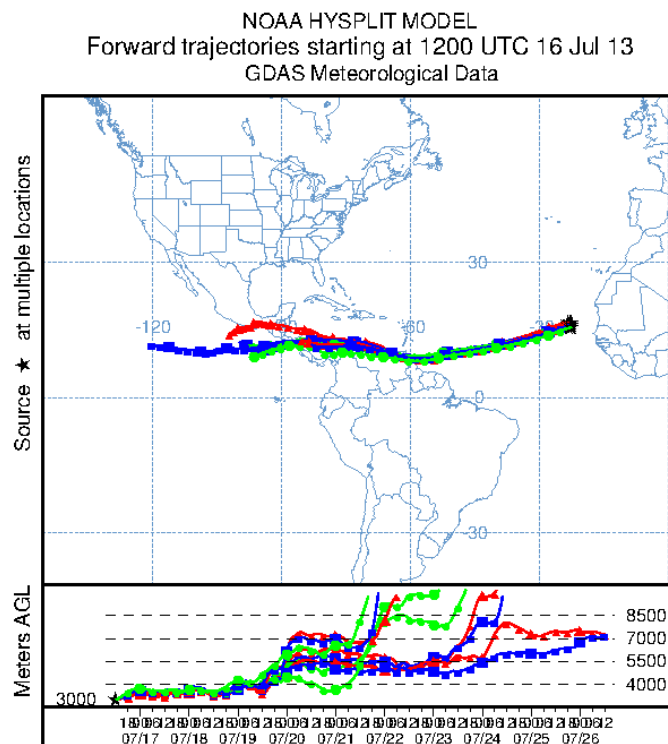 NOAA HYSPLIT MODEL
Forward trajectories starting at 1200 UTC 16 Jul 13
GDAS Meteorological Data
Source ★ at multiple locations
30
-120
-60
0
-30
Meters AGL
8500
7000
5500
4000
3000
07/17 07/18 07/19 07/20 07/21 07/22 07/23 07/24 07/25 07/26